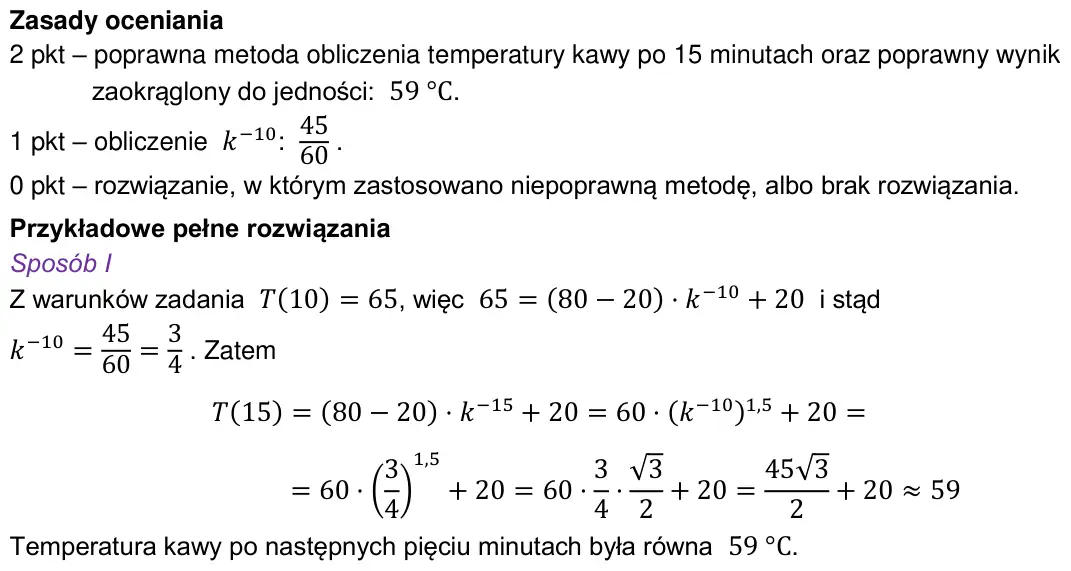 Zasady oceniania
2 pkt – poprawna metoda obliczenia temperatury kawy po 15 minutach oraz poprawny wynik
zaokrąglony do jedności: 59 °C.
1 pkt – obliczenie k⁻¹⁰: 45/60 .
0 pkt – rozwiązanie, w którym zastosowano niepoprawną metodę, albo brak rozwiązania.
Przykładowe pełne rozwiązania
Sposób I
Z warunków zadania T(10) = 65, więc 65 = (80 − 20) · k⁻¹⁰ + 20 i stąd
k⁻¹⁰ = 45/60 = 3/4 . Zatem
T(15) = (80 − 20) · k⁻¹⁵ + 20 = 60 · (k⁻¹⁰)^1,5 + 20 =
= 60 · (3/4)^1,5 + 20 = 60 · 3/4 · √3/2 + 20 = 45√3/2 + 20 ≈ 59
Temperatura kawy po następnych pięciu minutach była równa 59 °C.